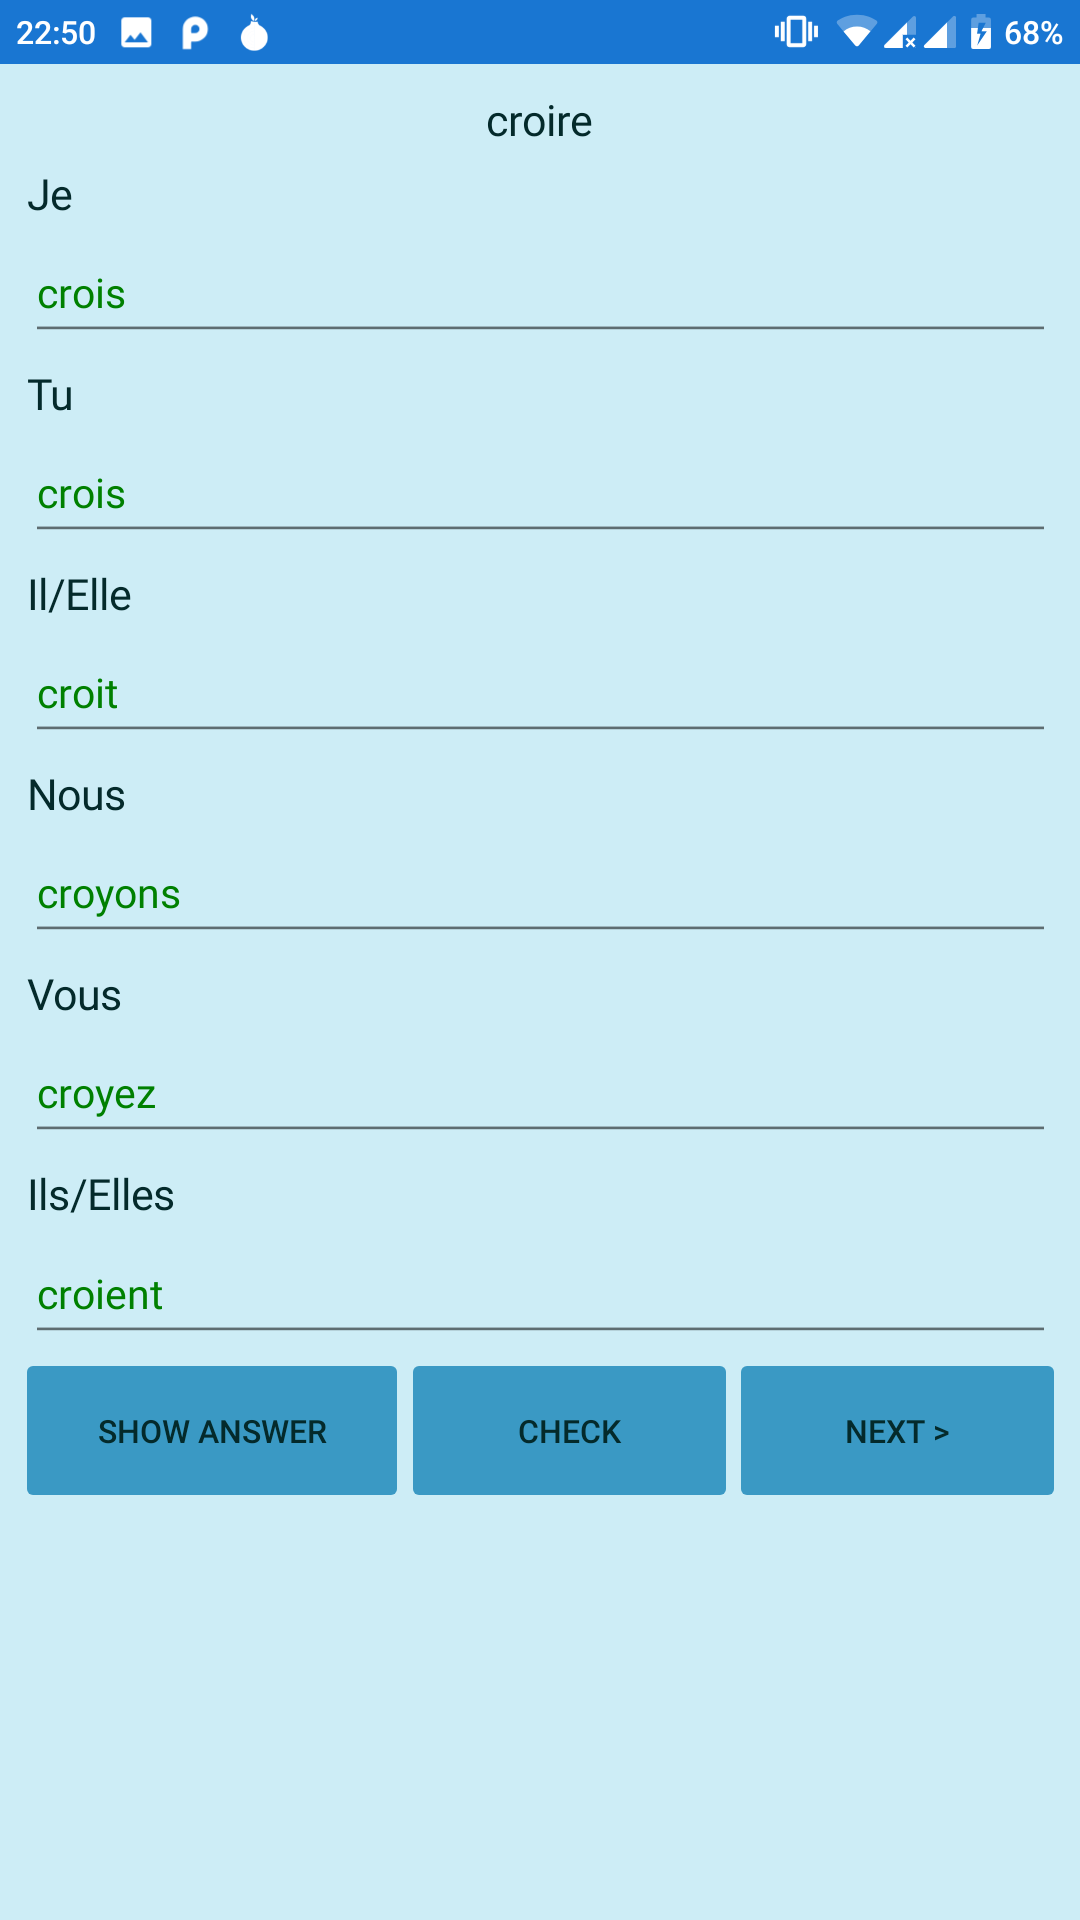 22:50 68%
croire
Je
crois
Tu
crois
Il/Elle
croit
Nous
croyons
Vous
croyez
Ils/Elles
croient
SHOW ANSWER CHECK NEXT >